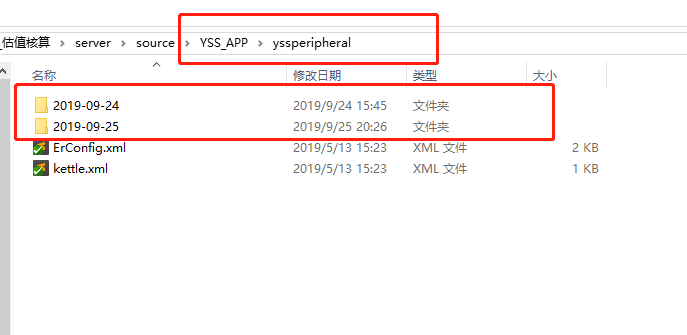 估值核算 › server › source › YSS_APP › yssperipheral
名称 修改日期 类型 大小
2019-09-24 2019/9/24 15:45 文件夹
2019-09-25 2019/9/25 20:26 文件夹
ErConfig.xml 2019/5/13 15:23 XML 文件 2 KB
kettle.xml 2019/5/13 15:23 XML 文件 1 KB